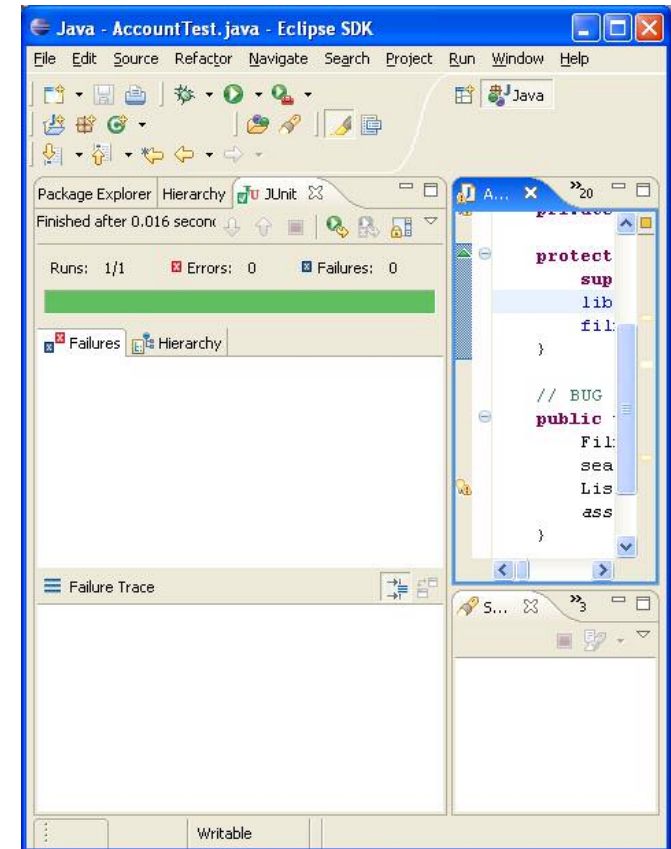 Java - AccountTest.java - Eclipse SDK
File Edit Source Refactor Navigate Search Project Run Window Help
Java
Package Explorer Hierarchy JUnit
A... »20
Finished after 0.016 secon
Runs: 1/1 Errors: 0 Failures: 0
Failures Hierarchy
protect
sup
lib
fil
}
// BUG
public
Fil
sea
Lis
ass
}
Failure Trace
S... »3
Writable